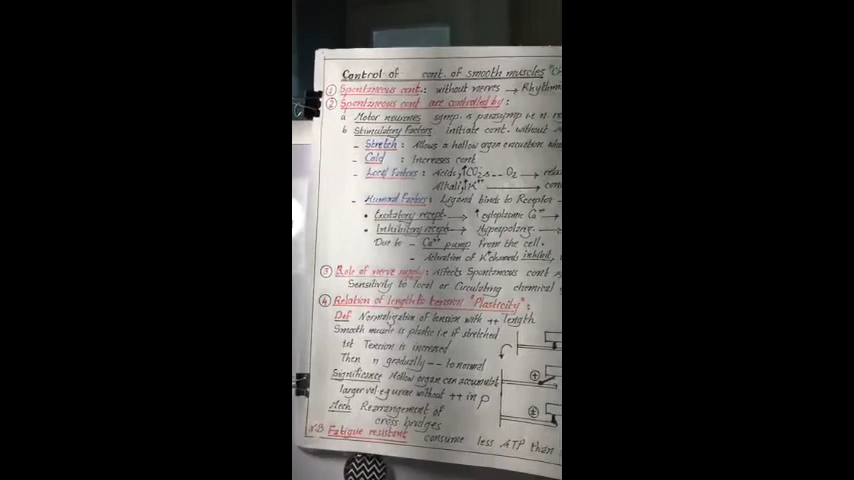 Control of cont. of smooth muscles "C
① Spontaneous cont.: without nerves → Rhythm
② Spontaneous cont are controlled by:
a Motor neurones symp. & parasymp i.e
b Stimulatory Factors initiate cont. without
- Stretch: Allows a hollow organ evacuation
- Cold : Increases cont
- Local Factors: Acids, ↑CO₂ -- O₂ → rela
Alkali, ↑K⁺ → con
- Humoral Factors: Ligand binds to Receptor
• Excitatory recept → ↑ cytoplasmic Ca⁺⁺ →
• Inhibitory recept → Hyperpolariz. →
Due to - Ca⁺⁺ pump From the cell.
- Activation of K⁺ channels inhibit,
③ Role of nerve supply: Affects Spontaneous cont
Sensitivity to local or Circulating chemical
④ Relation of length to tension "Plasticity":
Def Normalization of tension with ++ length
Smooth muscle is plastic i.e if stretched
1st Tension is increased
Then gradually -- to normal
Significance Hollow organ can accumulat
larger vol e.g urine without ++ in P
Mech Rearrangement of
cross bridges
N.B Fatigue resistant consume less ATP than